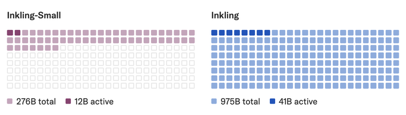 Inkling-Small
Inkling
276B total
12B active
975B total
41B active